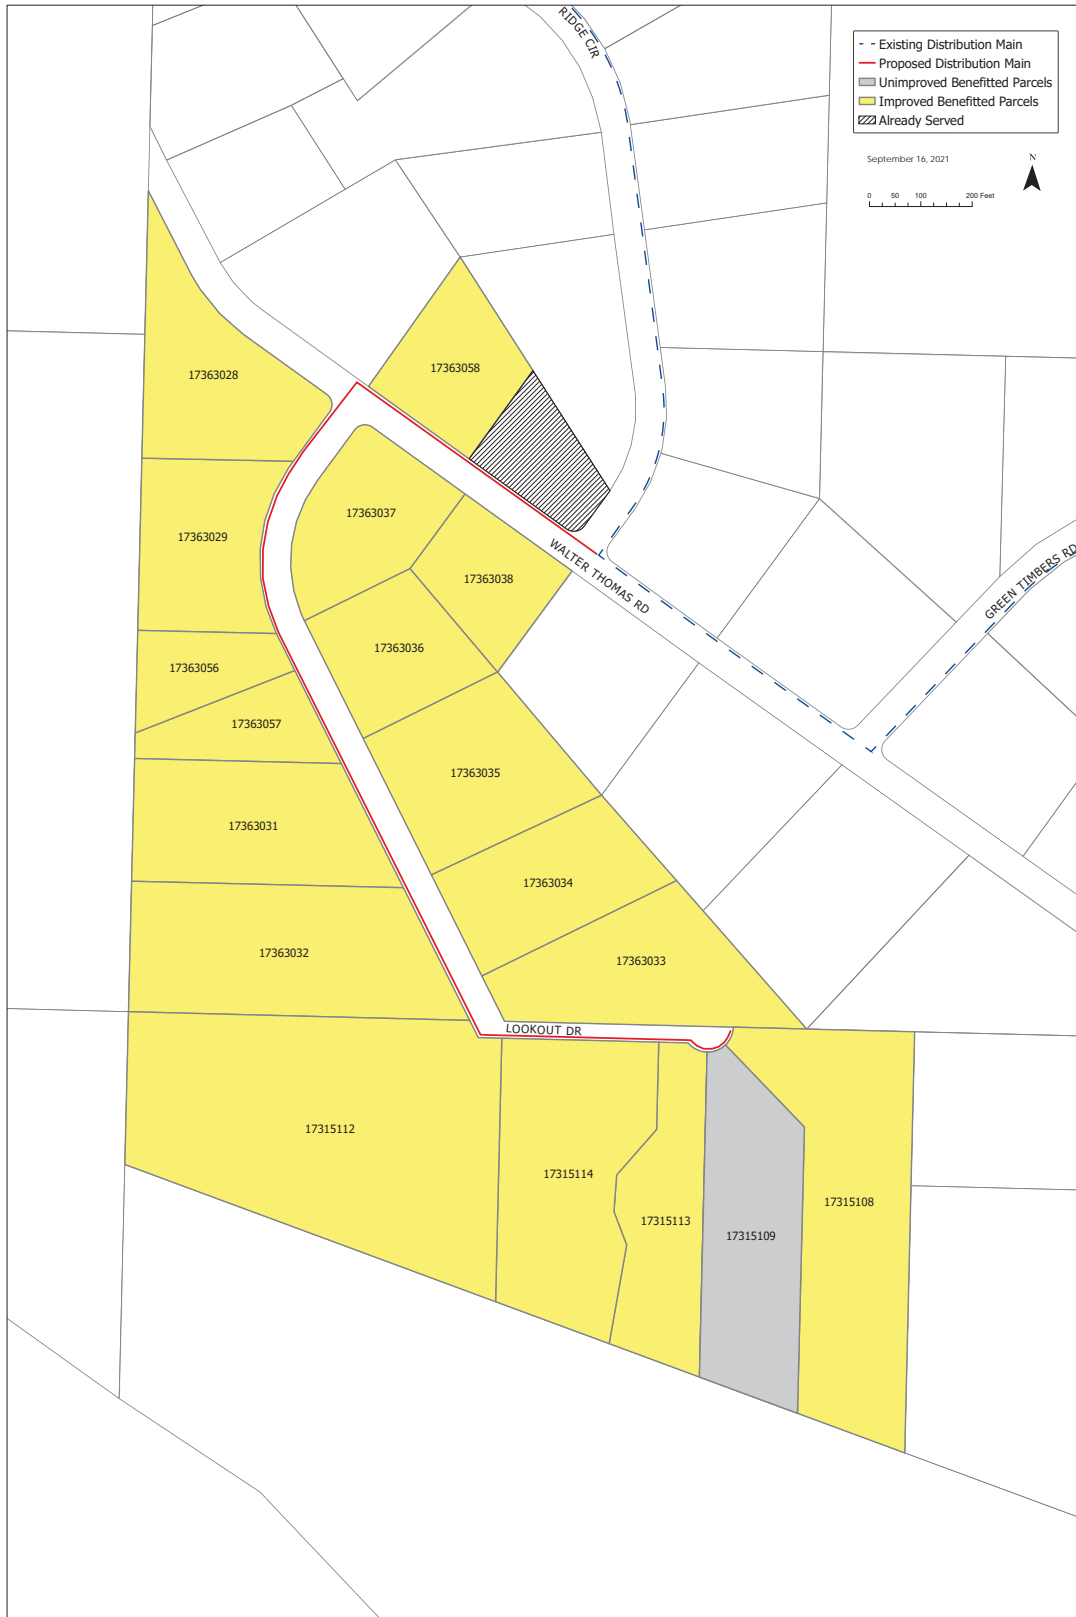 RIDGE CIR
Existing Distribution Main
Proposed Distribution Main
Unimproved Benefitted Parcels
Improved Benefitted Parcels
Already Served
September 16, 2021
N
0 50 100 200 Feet
17363028
17363058
17363037
17363029
17363038
WALTER THOMAS RD
GREEN TIMBERS RD
17363036
17363056
17363057
17363035
17363031
17363034
17363032
17363033
LOOKOUT DR
17315112
17315114
17315108
17315113
17315109